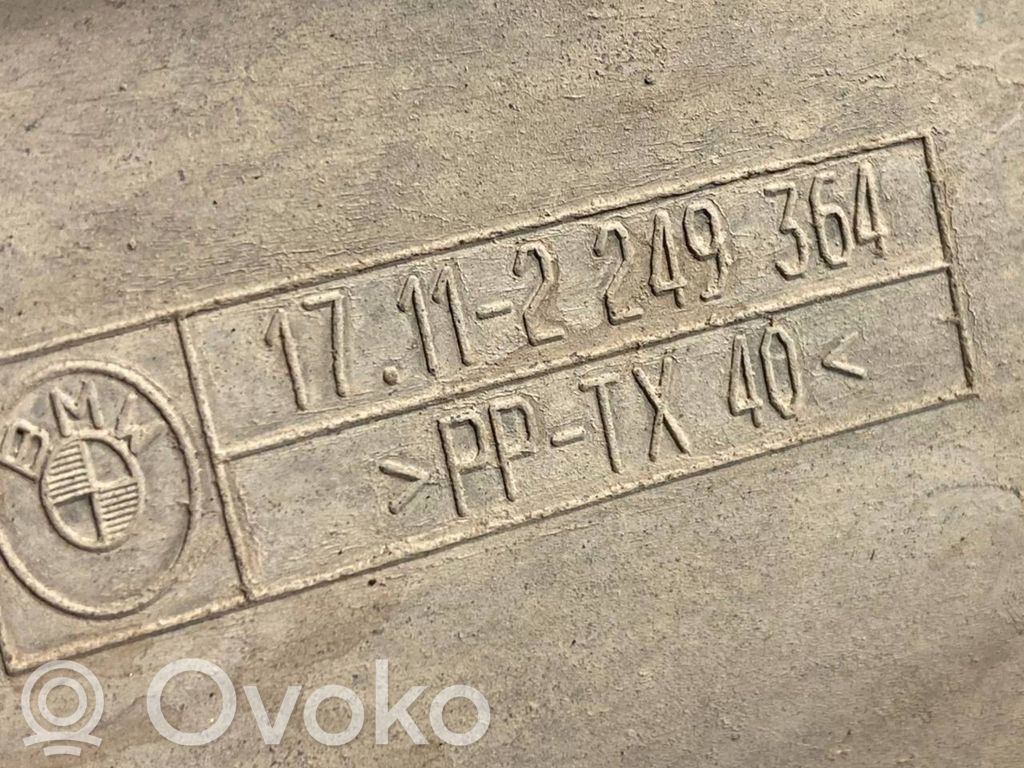 BMW
17.11-2 249 364
>PP-TX 40<
Ovoko